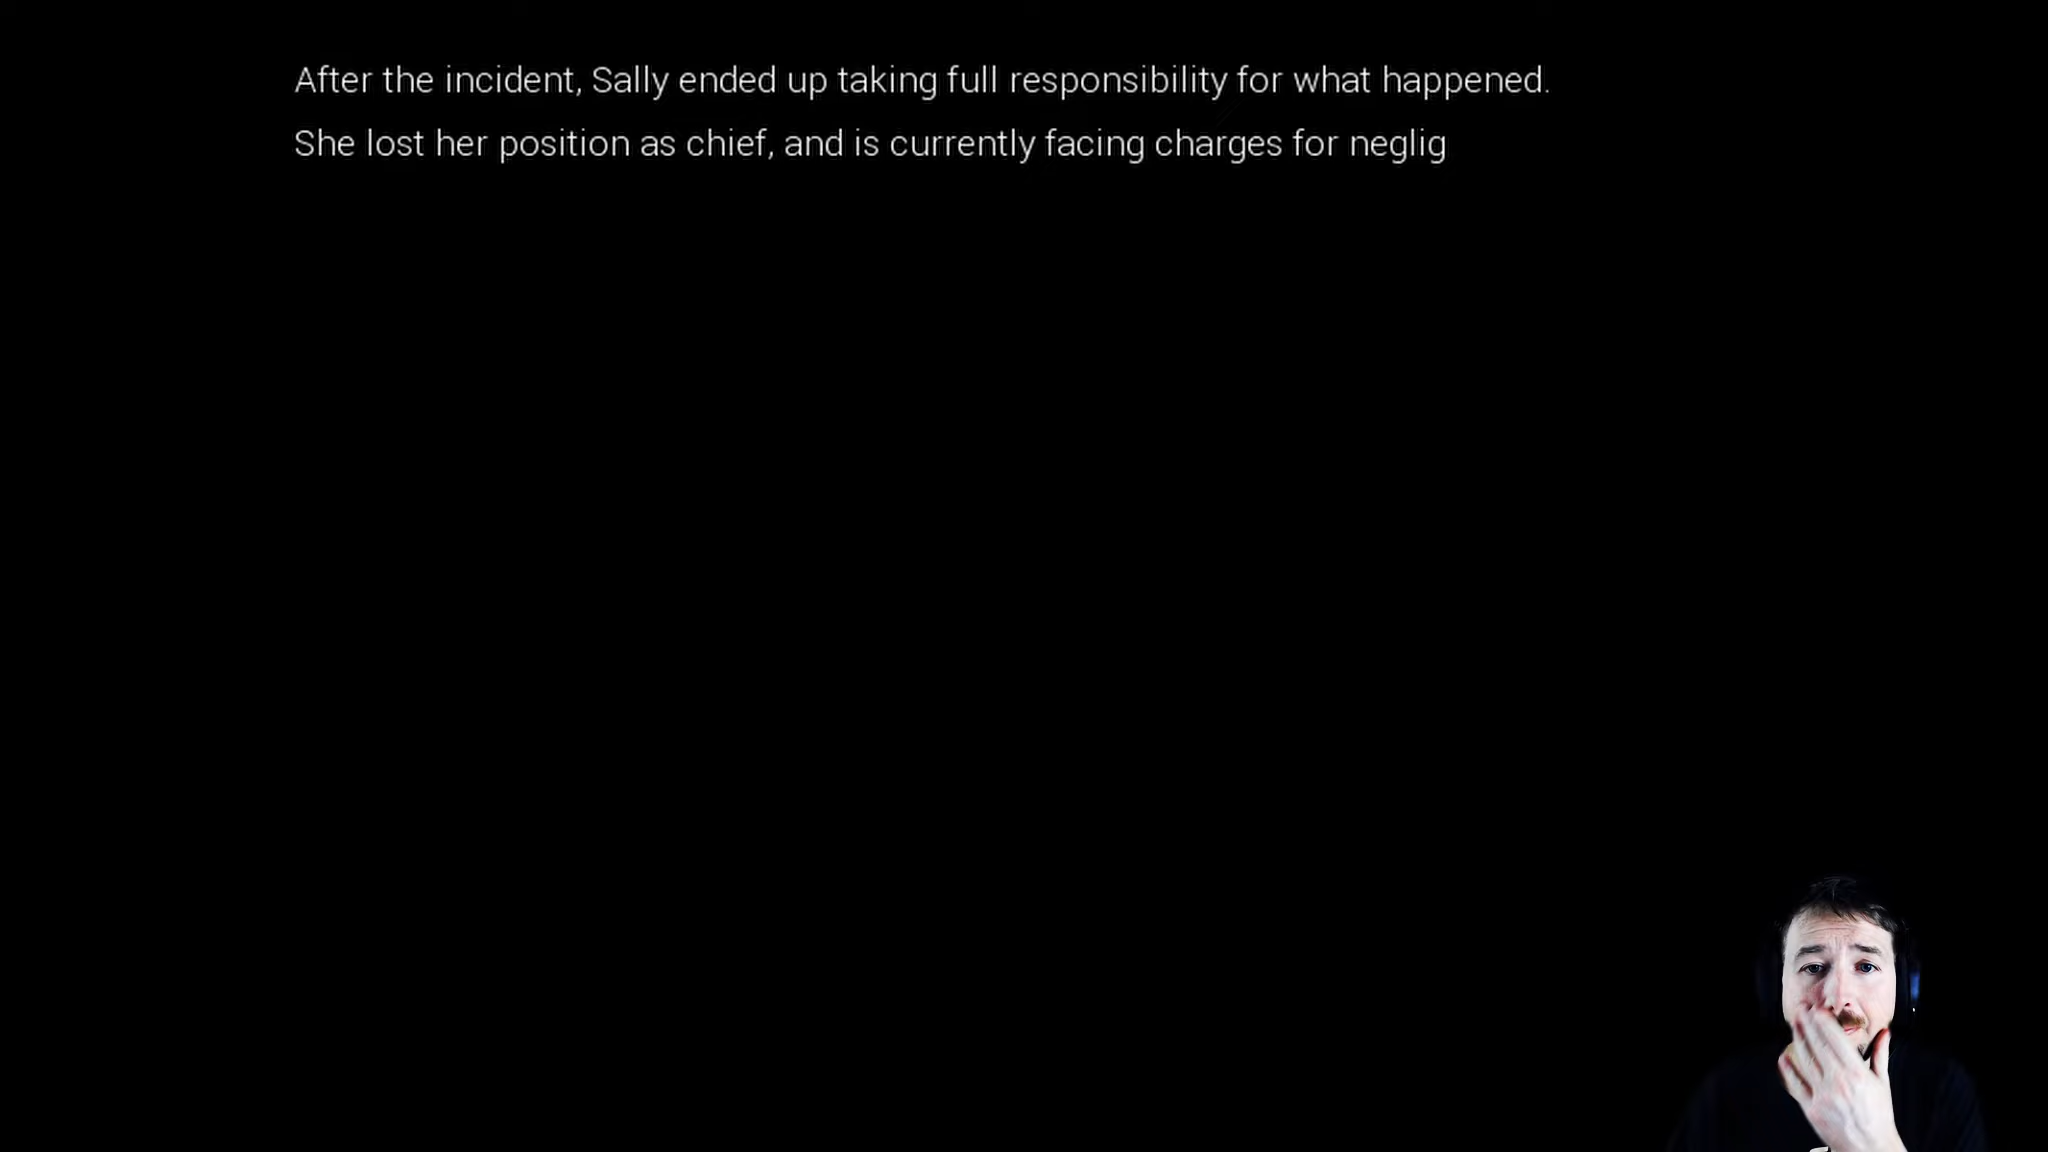 After the incident, Sally ended up taking full responsibility for what happened.
She lost her position as chief, and is currently facing charges for neglig